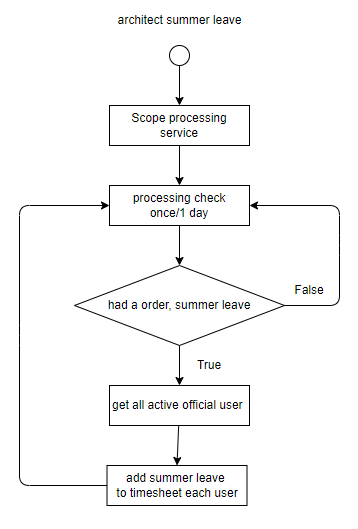 architect summer leave
Scope processing
service
processing check
once/1 day
had a order, summer leave
False
True
get all active official user
add summer leave
to timesheet each user